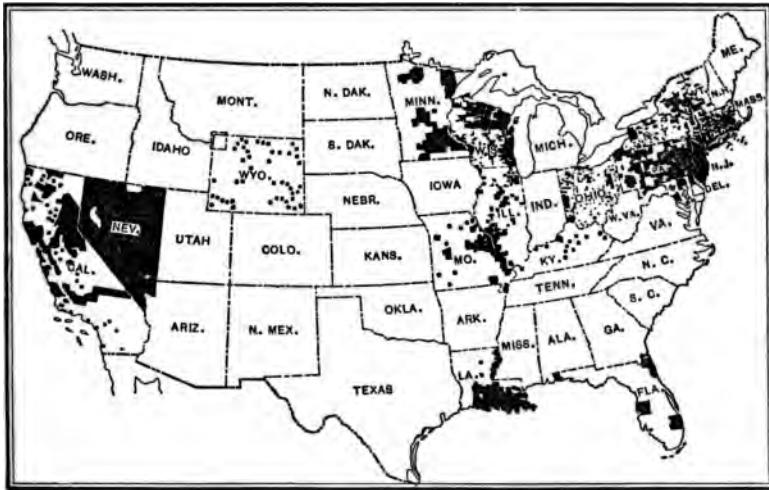 ME.
WASH.
MONT.
N. DAK.
MINN.
N.H.
MASS.
ORE.
IDAHO
S. DAK.
MICH.
WYO.
IOWA
N.J.
NEBR.
ILL.
IND.
OHIO
DEL.
NEV.
UTAH
COLO.
W.VA.
VA.
CAL.
KANS.
MO.
KY.
N. C.
TENN.
S. C.
OKLA.
ARK.
ARIZ.
N. MEX.
MISS.
ALA.
GA.
LA.
TEXAS
FLA.